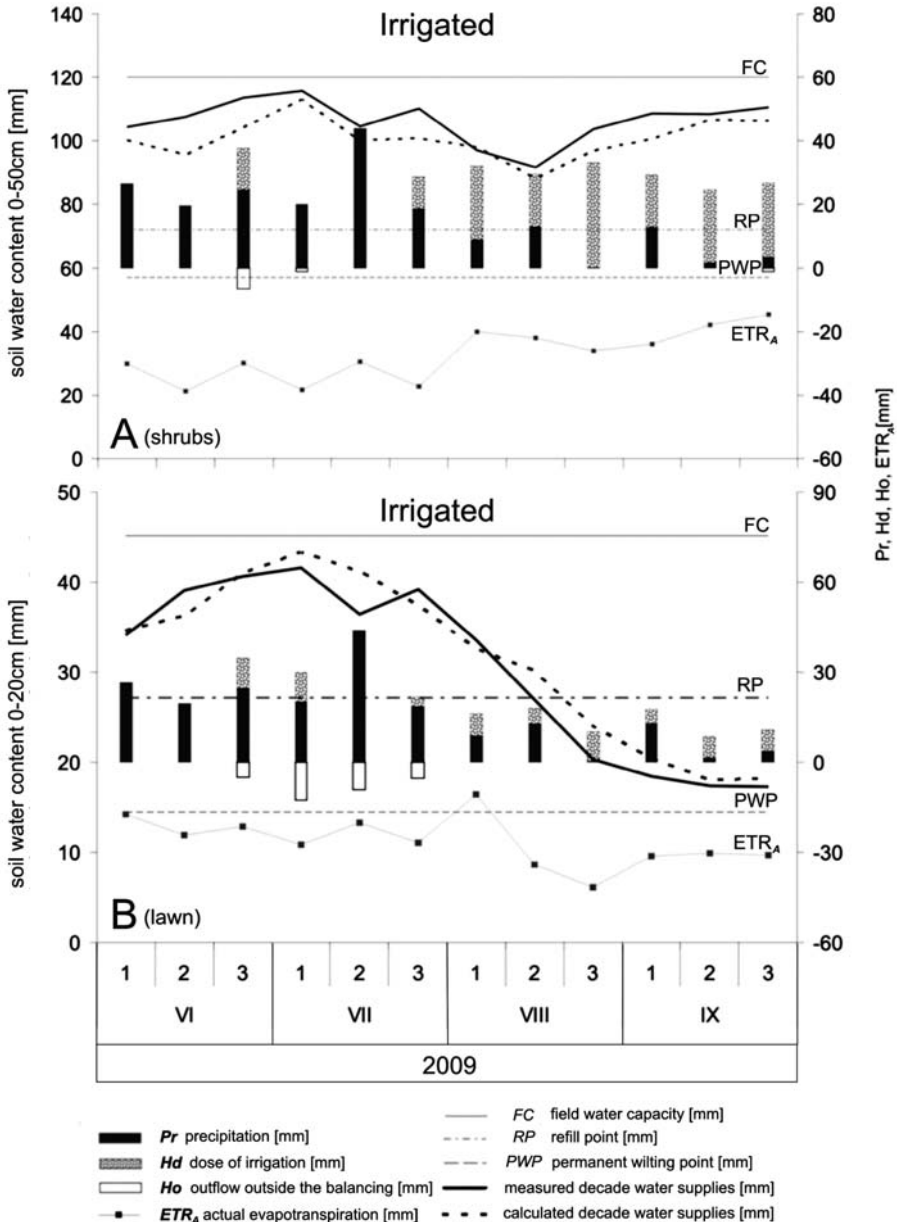 Irrigated
140
120
100
80
60
40
20
0
soil water content 0-50cm [mm]
80
60
40
20
0
-20
-40
-60
FC
RP
PWP
ETR_A
A (shrubs)
Pr, Hd, Ho, ETR_A[mm]
Irrigated
50
40
30
20
10
0
soil water content 0-20cm [mm]
90
60
30
0
-30
-60
FC
RP
PWP
ETR_A
B (lawn)
1 2 3 1 2 3 1 2 3 1 2 3
VI VII VIII IX
2009
Pr precipitation [mm]
Hd dose of irrigation [mm]
Ho outflow outside the balancing [mm]
ETR_A actual evapotranspiration [mm]
FC field water capacity [mm]
RP refill point [mm]
PWP permanent wilting point [mm]
measured decade water supplies [mm]
calculated decade water supplies [mm]